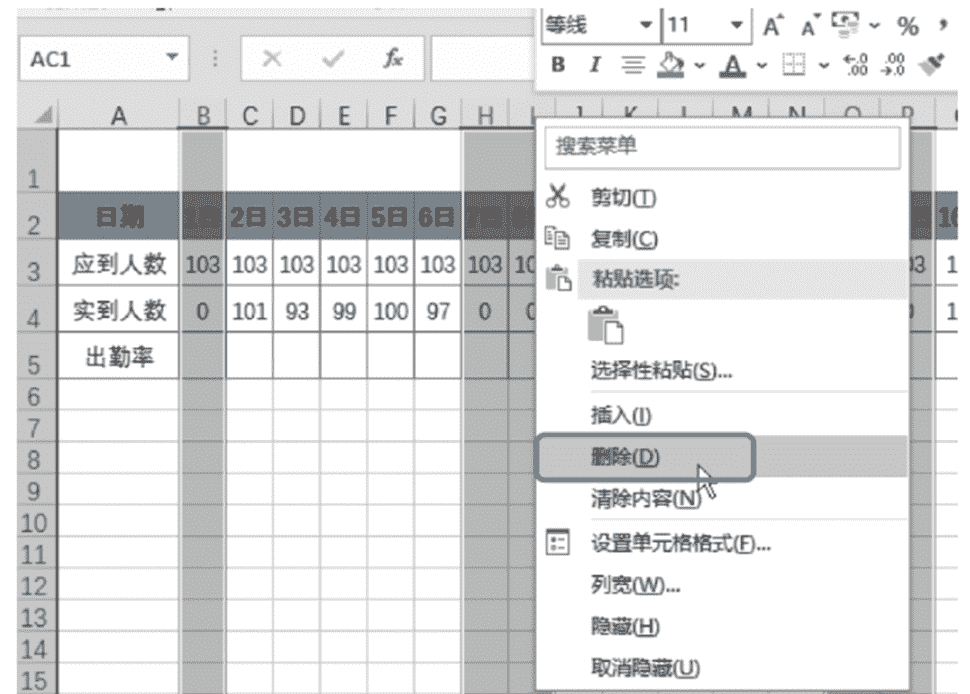 等线 11 A A %
AC1 fx B I A
A B C D E F G H
1
2 日期 1日 2日 3日 4日 5日 6日
3 应到人数 103 103 103 103 103 103 103
4 实到人数 0 101 93 99 100 97 0
5 出勤率
6
7
8
9
10
11
12
13
14
15
搜索菜单
剪切(T)
复制(C)
粘贴选项:
选择性粘贴(S)...
插入(I)
删除(D)
清除内容(N)
设置单元格格式(F)...
列宽(W)...
隐藏(H)
取消隐藏(U)